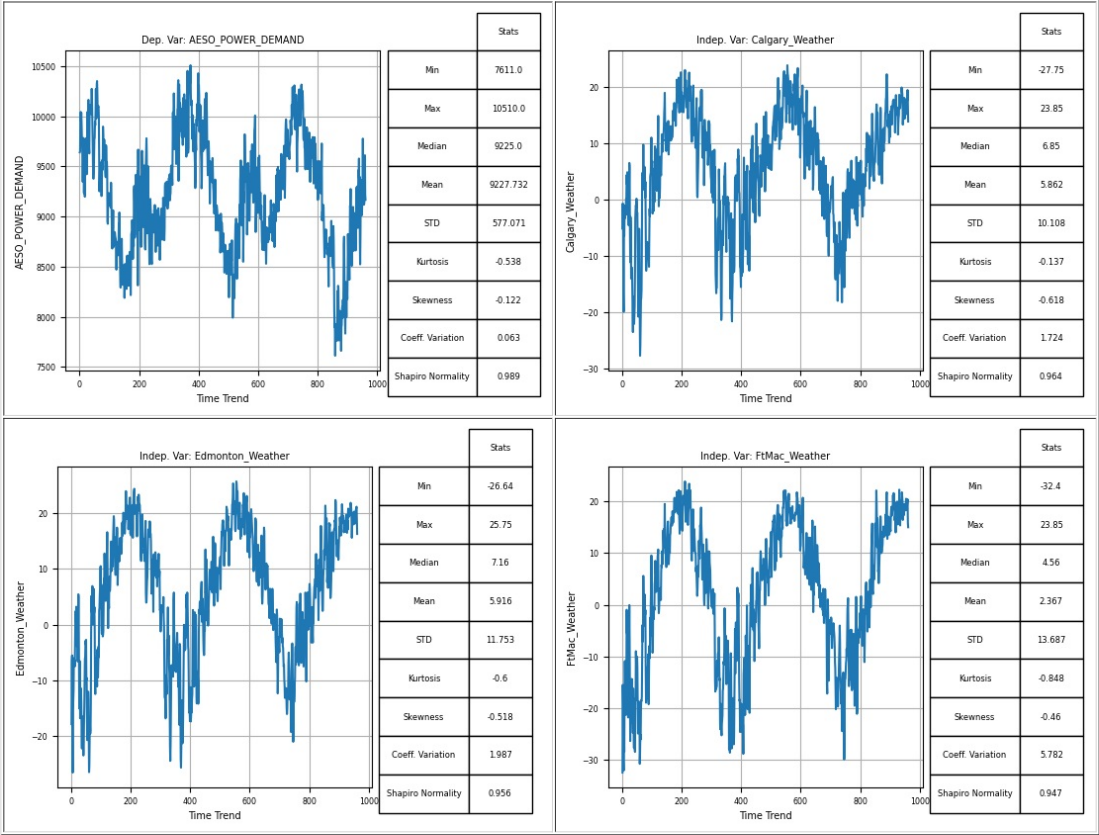 Stats
Dep. Var: AESO_POWER_DEMAND
10500
10000
9500
9000
8500
8000
7500
AESO_POWER_DEMAND
0 200 400 600 800 1000
Time Trend
Min 7611.0
Max 10510.0
Median 9225.0
Mean 9227.732
STD 577.071
Kurtosis -0.538
Skewness -0.122
Coeff. Variation 0.063
Shapiro Normality 0.989
Stats
Indep. Var: Calgary_Weather
20
10
0
−10
−20
−30
Calgary_Weather
0 200 400 600 800 1000
Time Trend
Min -27.75
Max 23.85
Median 6.85
Mean 5.862
STD 10.108
Kurtosis -0.137
Skewness -0.618
Coeff. Variation 1.724
Shapiro Normality 0.964
Stats
Indep. Var: Edmonton_Weather
20
10
0
−10
−20
Edmonton_Weather
0 200 400 600 800 1000
Time Trend
Min -26.64
Max 25.75
Median 7.16
Mean 5.916
STD 11.753
Kurtosis -0.6
Skewness -0.518
Coeff. Variation 1.987
Shapiro Normality 0.956
Stats
Indep. Var: FtMac_Weather
20
10
0
−10
−20
−30
FtMac_Weather
0 200 400 600 800 1000
Time Trend
Min -32.4
Max 23.85
Median 4.56
Mean 2.367
STD 13.687
Kurtosis -0.848
Skewness -0.46
Coeff. Variation 5.782
Shapiro Normality 0.947